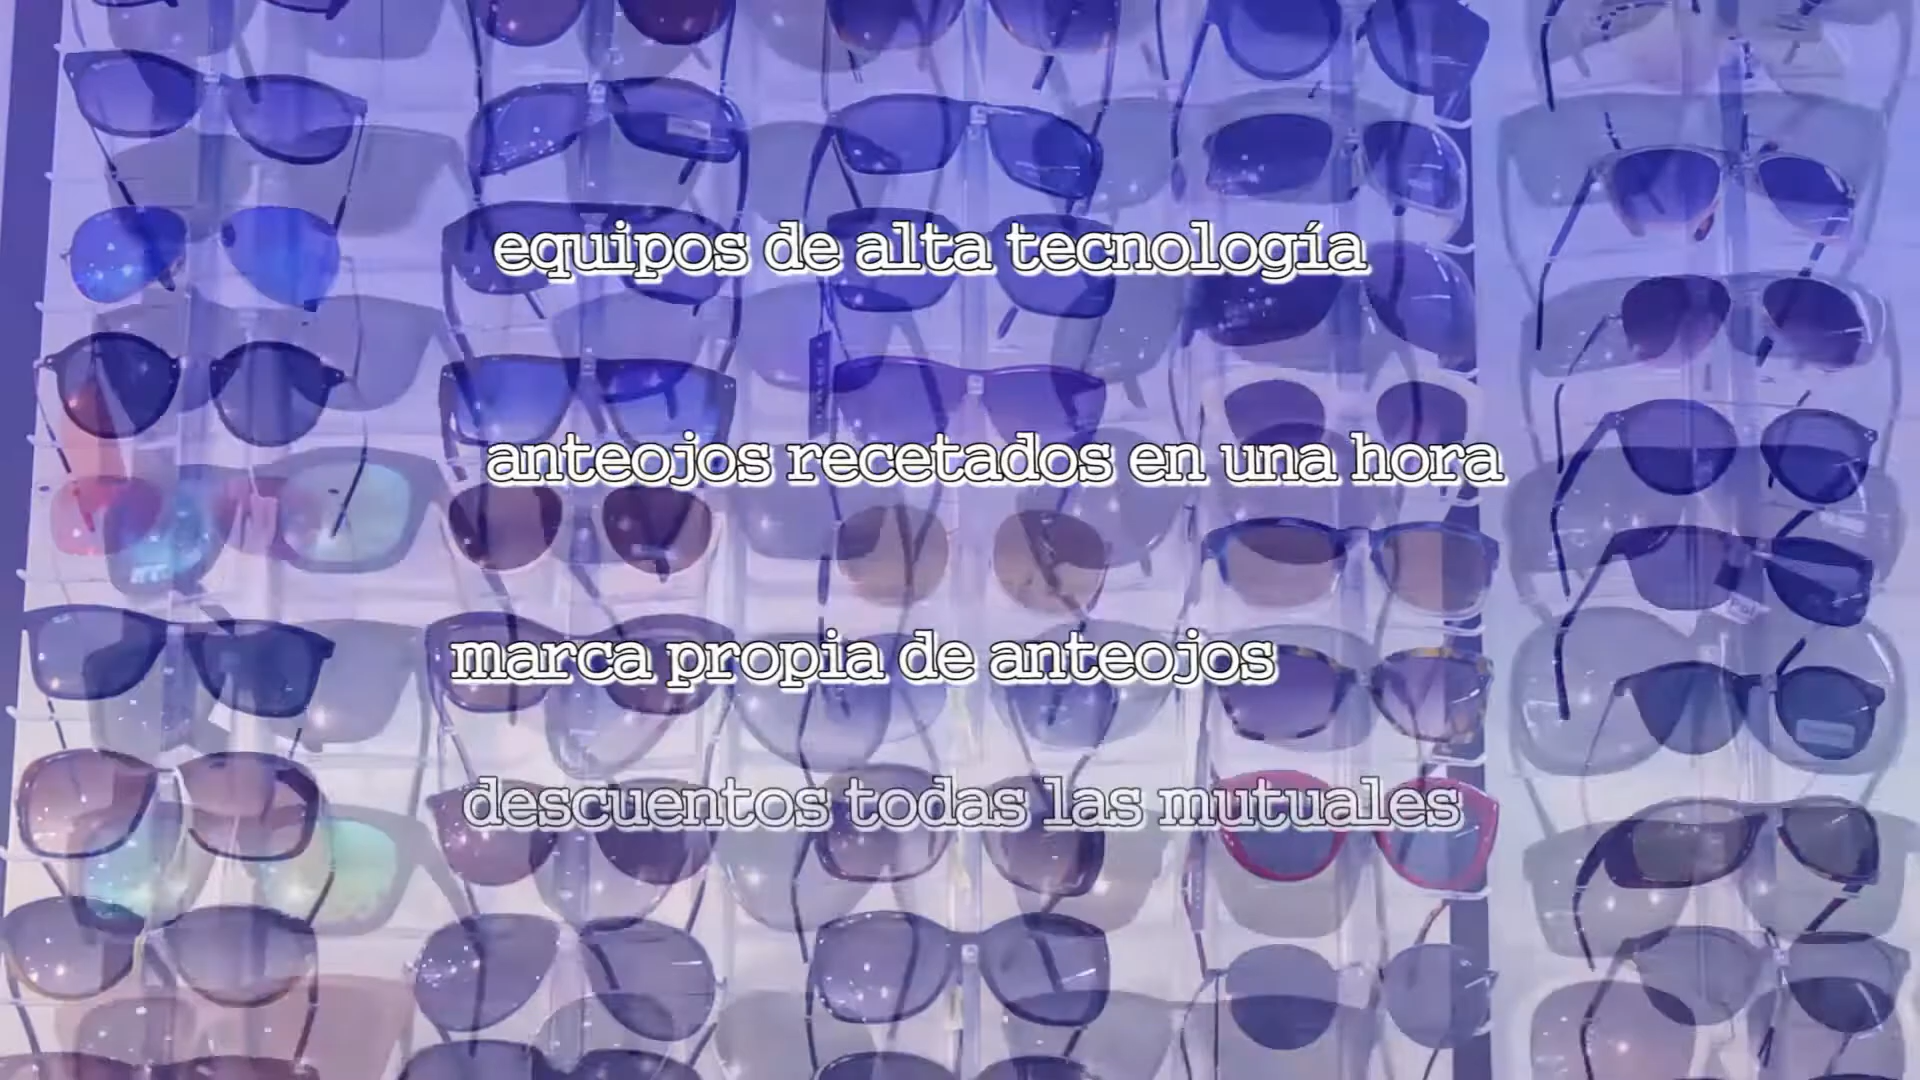 equipos de alta tecnología
anteojos recetados en una hora
marca propia de anteojos
descuentos todas las mutuales